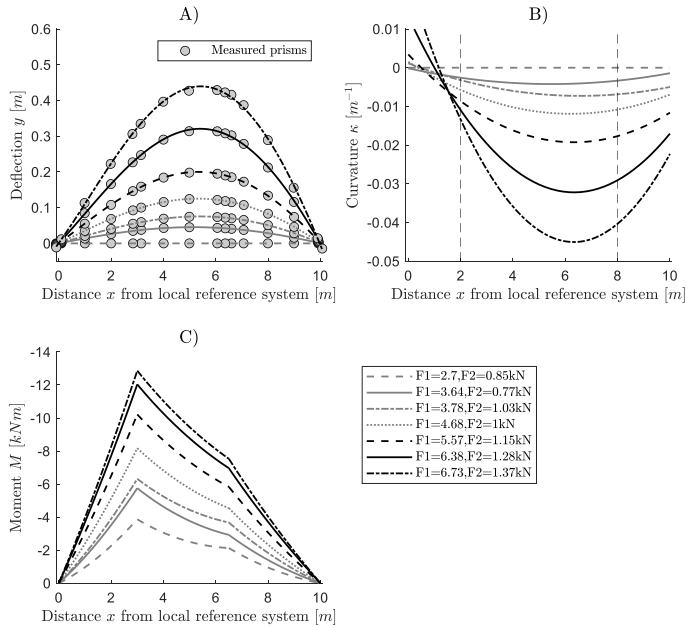 A)
0.6
0.5
0.4
0.3
0.2
0.1
0
Deflection y [m]
Measured prisms
0 2 4 6 8 10
Distance x from local reference system [m]
B)
0.01
0
-0.01
-0.02
-0.03
-0.04
-0.05
Curvature κ [m⁻¹]
0 2 4 6 8 10
Distance x from local reference system [m]
C)
-14
-12
-10
-8
-6
-4
-2
0
Moment M [kNm]
0 2 4 6 8 10
Distance x from local reference system [m]
F1=2.7,F2=0.85kN
F1=3.64,F2=0.77kN
F1=3.78,F2=1.03kN
F1=4.68,F2=1kN
F1=5.57,F2=1.15kN
F1=6.38,F2=1.28kN
F1=6.73,F2=1.37kN